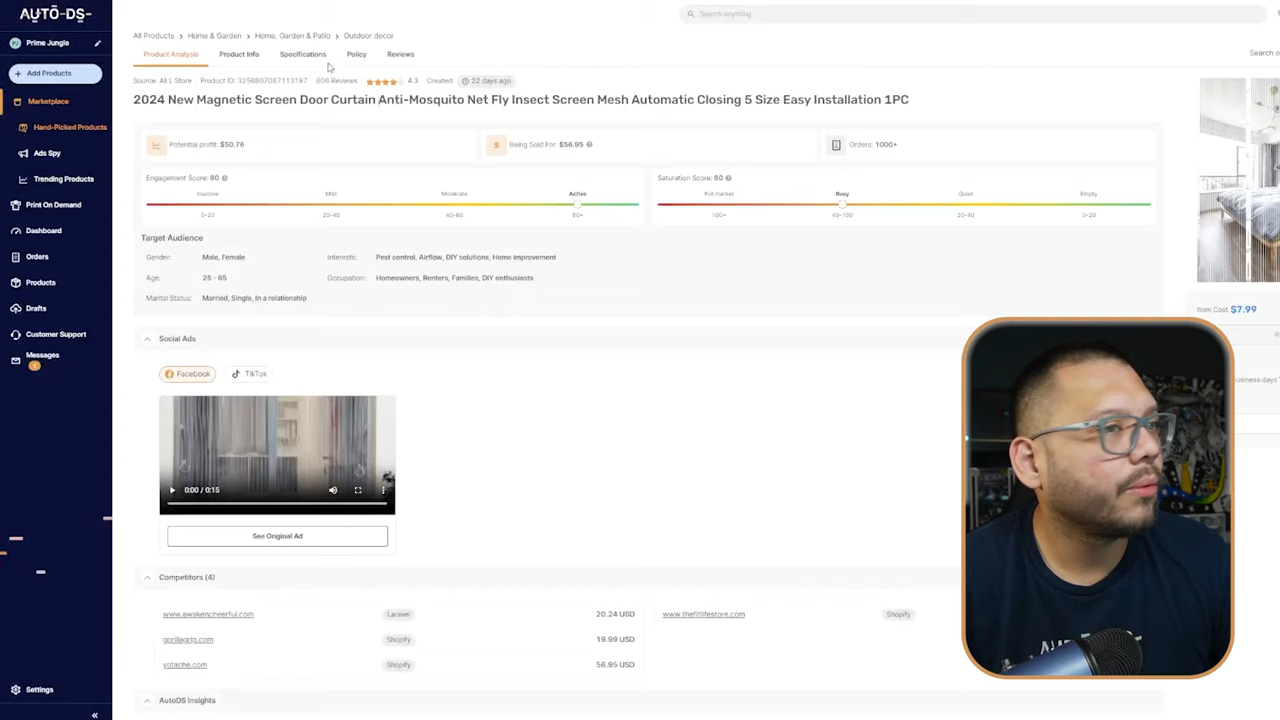 AUTO-DS-
Search anything
Prime Jungle
All Products > Home & Garden > Home, Garden & Patio > Outdoor decor
Product Analysis
Product Info
Specifications
Policy
Reviews
Search or
+ Add Products
Source: Ali L Store
Product ID: 3256807087113197
606 Reviews
4.3
Created:
22 days ago
Marketplace
2024 New Magnetic Screen Door Curtain Anti-Mosquito Net Fly Insect Screen Mesh Automatic Closing 5 Size Easy Installation 1PC
Hand-Picked Products
Ads Spy
Trending Products
Print On Demand
Dashboard
Orders
Products
Drafts
Customer Support
Messages
1
Settings
Potential profit: $50.76
Being Sold For: $56.95
Orders: 1000+
Engagement Score: 80
Inactive
Mild
Moderate
Active
0-20
20-40
40-60
60+
Saturation Score: 60
Full market
Busy
Quiet
Empty
100+
40-100
20-40
0-20
Target Audience
Gender: Male, Female
Interests: Pest control, Airflow, DIY solutions, Home improvement
Age: 25 - 65
Occupation: Homeowners, Renters, Families, DIY enthusiasts
Marital Status: Married, Single, In a relationship
Item Cost $7.99
usiness days
Social Ads
Facebook
TikTok
0:00 / 0:15
See Original Ad
Competitors (4)
www.awakencheerful.com
Laravel
20.24 USD
www.thefitlifestore.com
Shopify
gorillagrip.com
Shopify
19.99 USD
votache.com
Shopify
56.95 USD
AutoDS Insights